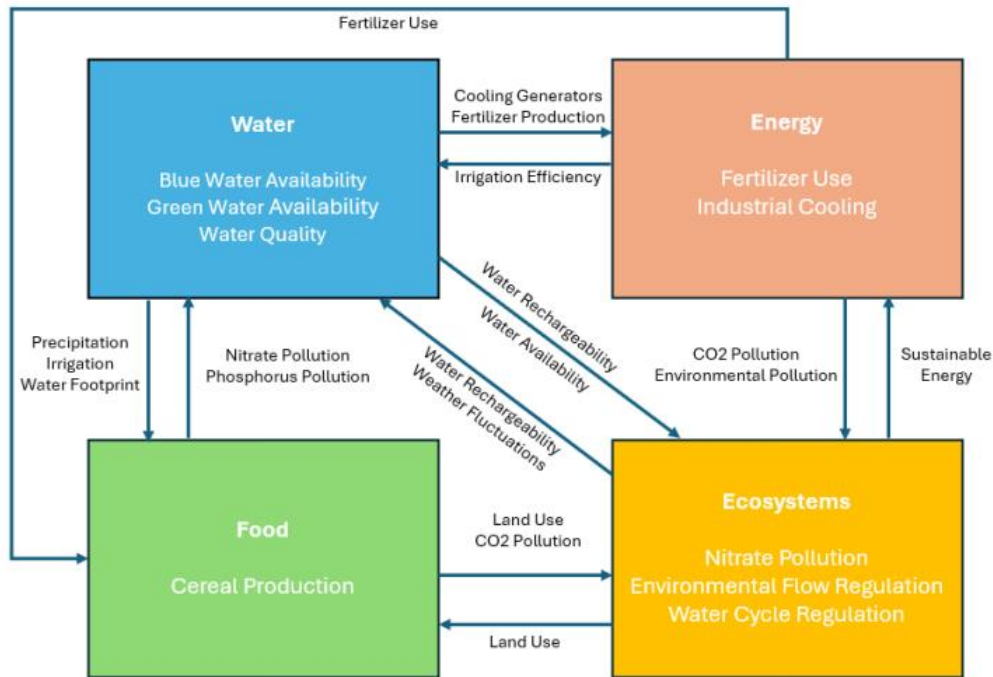 Fertilizer Use
Water
Blue Water Availability
Green Water Availability
Water Quality
Cooling Generators
Fertilizer Production
Irrigation Efficiency
Energy
Fertilizer Use
Industrial Cooling
Precipitation
Irrigation
Water Footprint
Nitrate Pollution
Phosphorus Pollution
Water Rechargeability
Water Availability
Water Rechargeability
Weather Fluctuations
CO2 Pollution
Environmental Pollution
Sustainable
Energy
Food
Cereal Production
Land Use
CO2 Pollution
Land Use
Ecosystems
Nitrate Pollution
Environmental Flow Regulation
Water Cycle Regulation